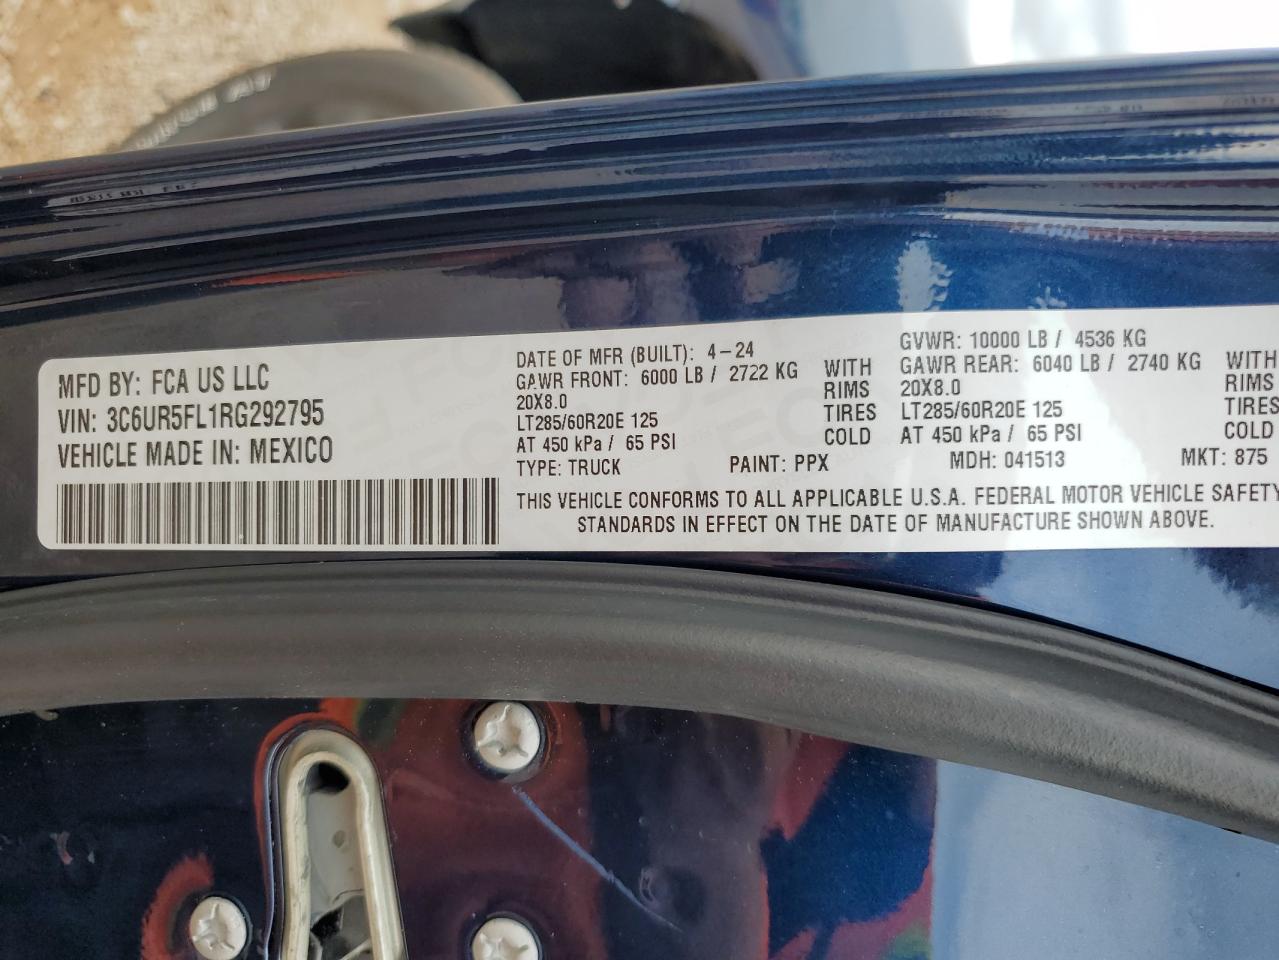 MFD BY: FCA US LLC
VIN: 3C6UR5FL1RG292795
VEHICLE MADE IN: MEXICO
DATE OF MFR (BUILT): 4-24
GAWR FRONT: 6000 LB / 2722 KG WITH
20X8.0 RIMS
LT285/60R20E 125 TIRES
AT 450 kPa / 65 PSI COLD
GVWR: 10000 LB / 4536 KG
GAWR REAR: 6040 LB / 2740 KG WITH
20X8.0 RIMS
LT285/60R20E 125 TIRES
AT 450 kPa / 65 PSI COLD
TYPE: TRUCK PAINT: PPX MDH: 041513 MKT: 875
THIS VEHICLE CONFORMS TO ALL APPLICABLE U.S.A. FEDERAL MOTOR VEHICLE SAFETY
STANDARDS IN EFFECT ON THE DATE OF MANUFACTURE SHOWN ABOVE.